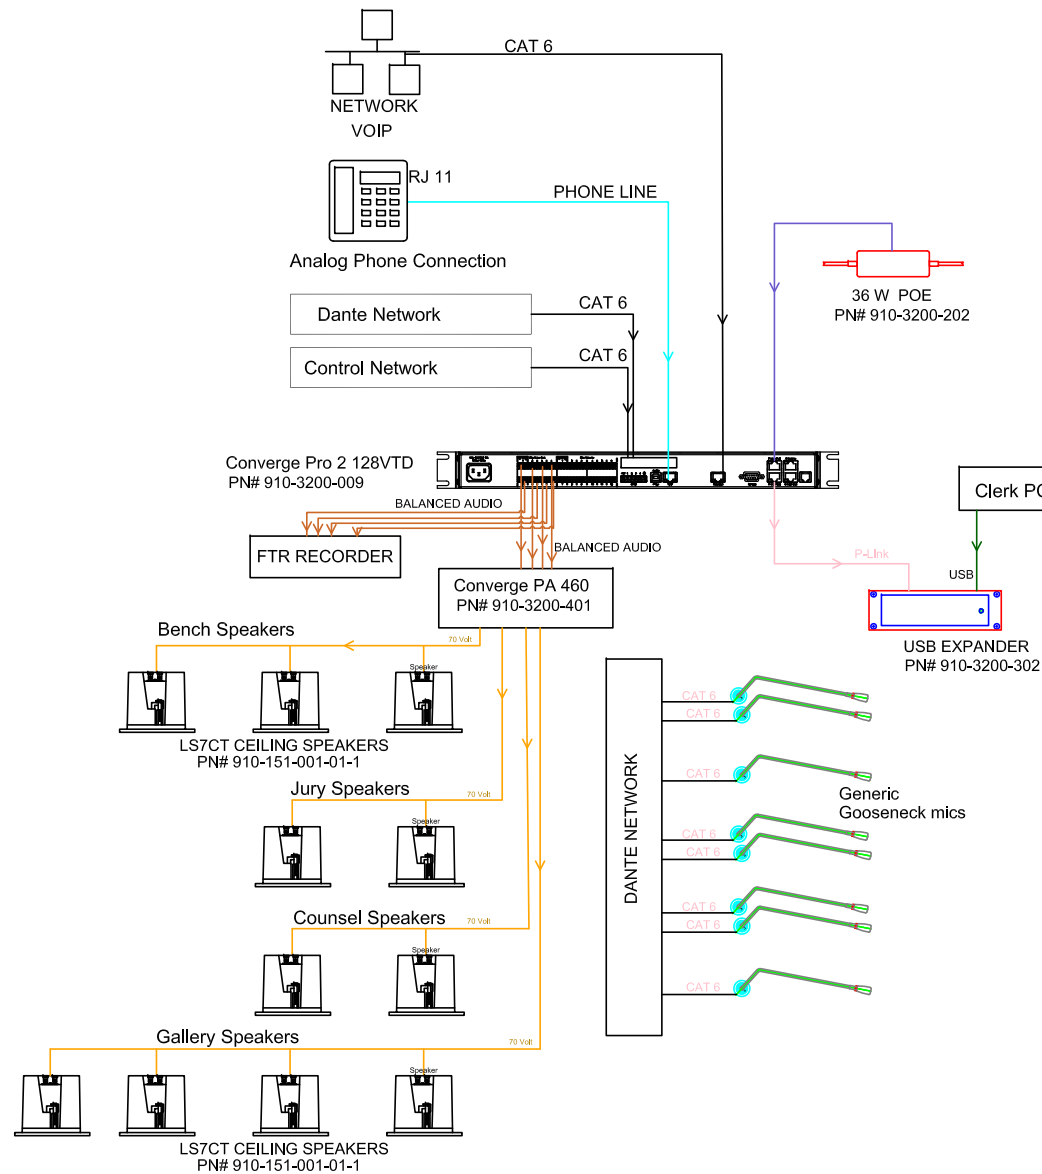 CAT 6
NETWORK
VOIP
RJ 11
PHONE LINE
Analog Phone Connection
36 W POE
PN# 910-3200-202
Dante Network
CAT 6
Control Network
CAT 6
Converge Pro 2 128VTD
PN# 910-3200-009
BALANCED AUDIO
Clerk PC
FTR RECORDER
BALANCED AUDIO
P-Link
USB
Converge PA 460
PN# 910-3200-401
USB EXPANDER
PN# 910-3200-302
Bench Speakers
70 Volt
Speaker
LS7CT CEILING SPEAKERS
PN# 910-151-001-01-1
Jury Speakers
70 Volt
Speaker
Counsel Speakers
70 Volt
Speaker
Gallery Speakers
70 Volt
Speaker
LS7CT CEILING SPEAKERS
PN# 910-151-001-01-1
DANTE NETWORK
CAT 6
CAT 6
CAT 6
CAT 6
CAT 6
CAT 6
CAT 6
CAT 6
Generic
Gooseneck mics